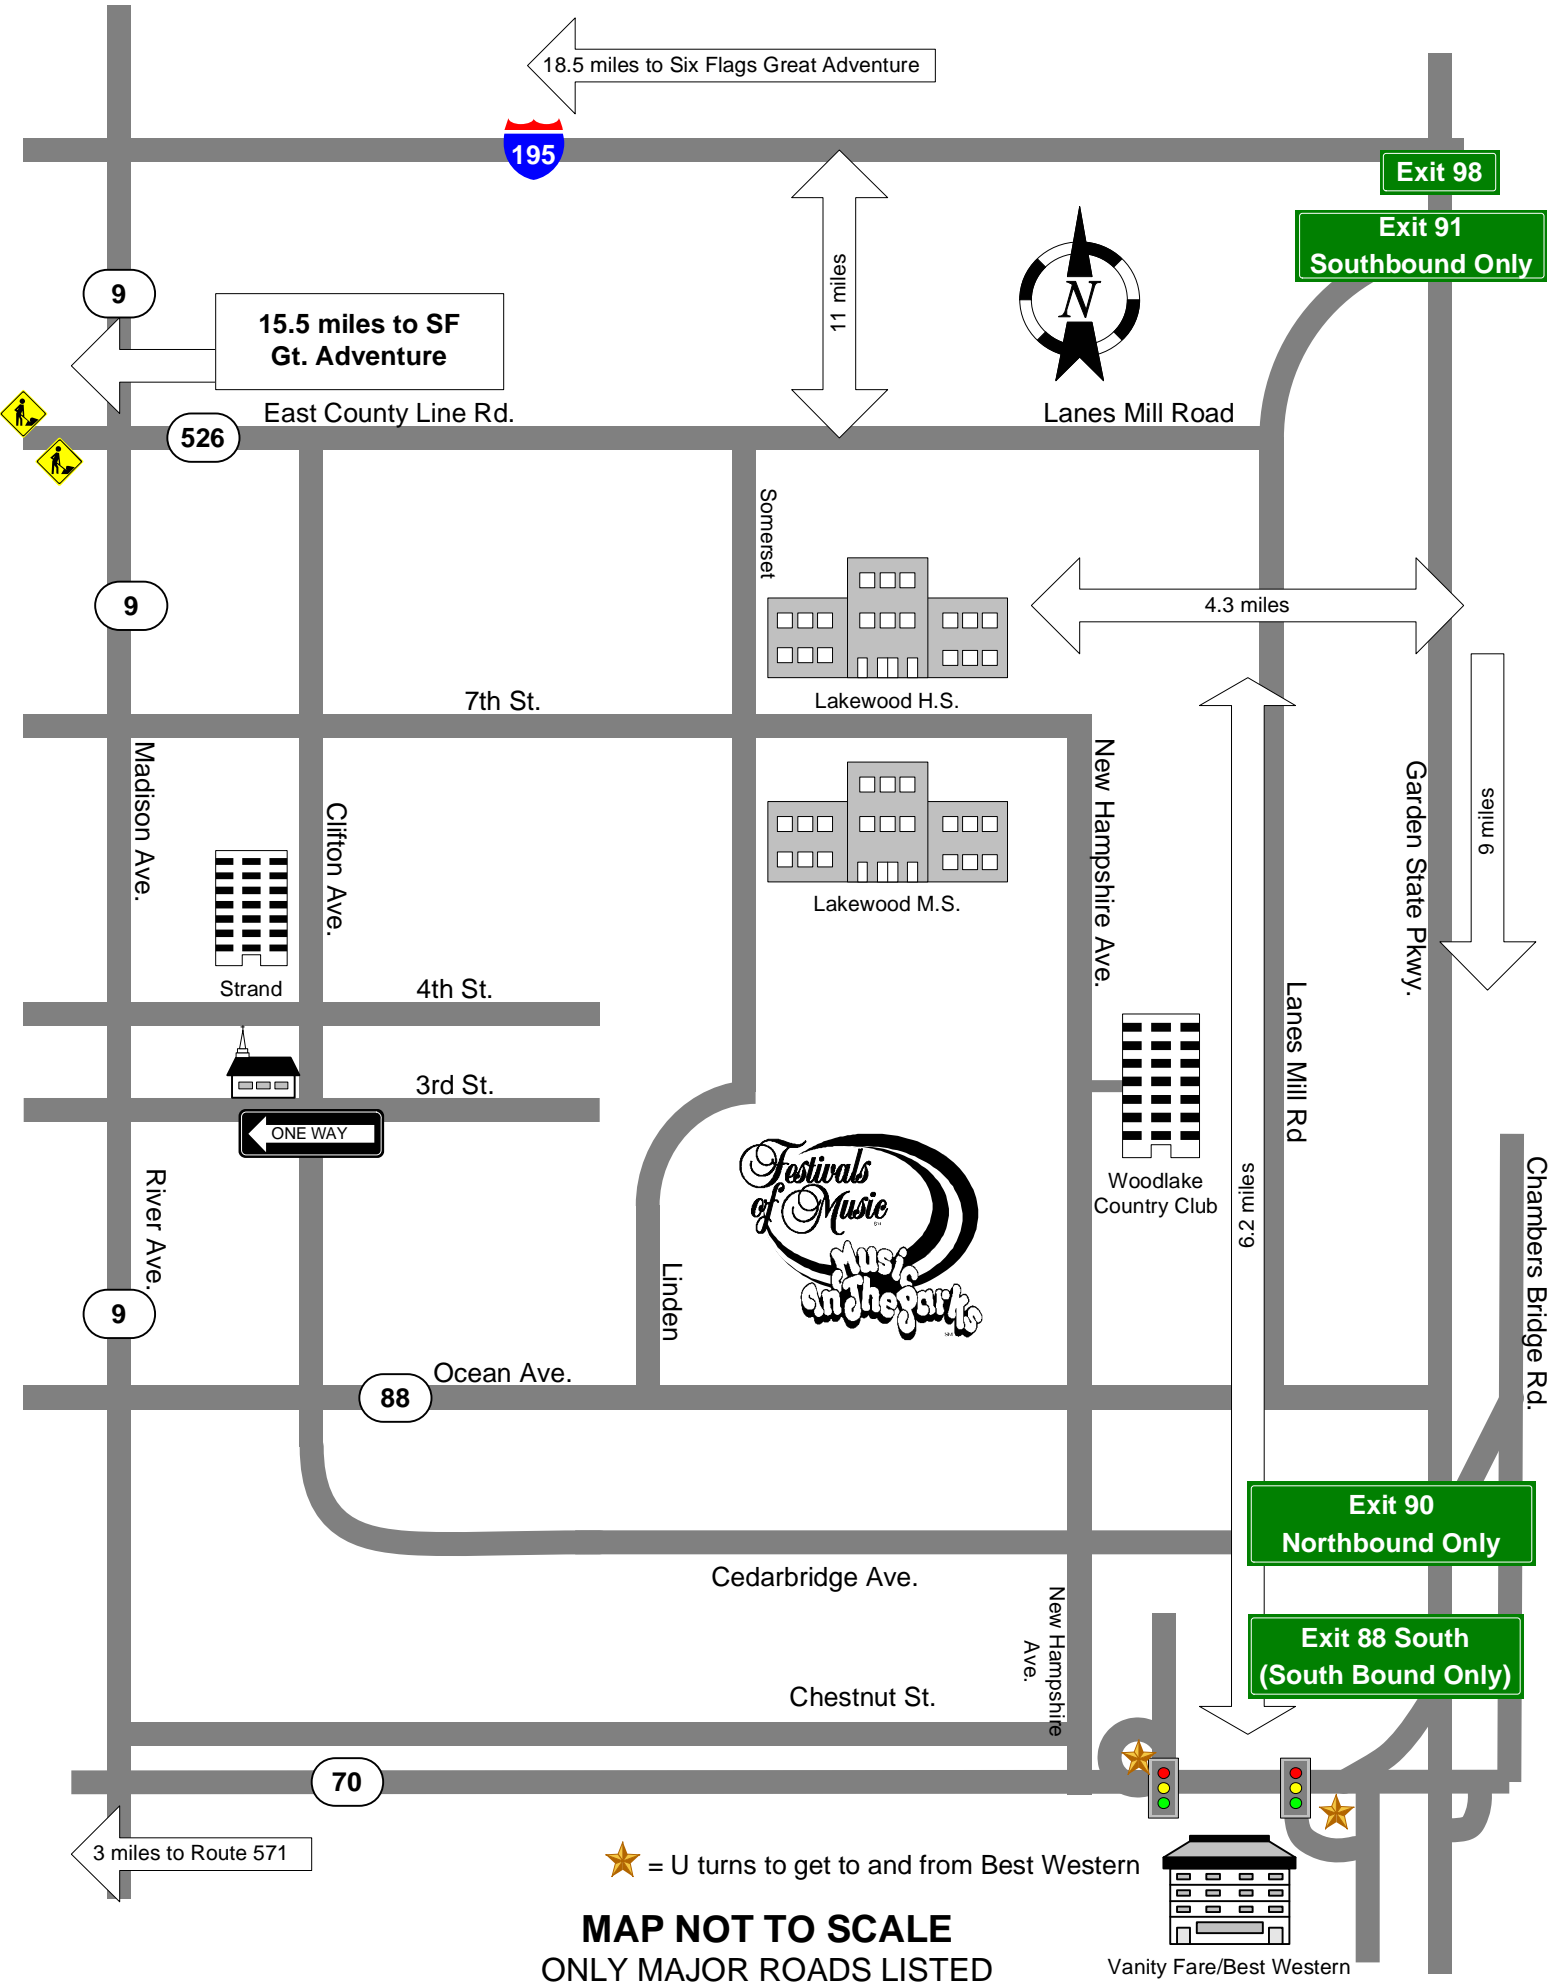 18.5 miles to Six Flags Great Adventure
195
Exit 98
Exit 91
Southbound Only
9
15.5 miles to SF
Gt. Adventure
11 miles
N
East County Line Rd.
Lanes Mill Road
526
Somerset
9
4.3 miles
7th St.
Lakewood H.S.
Madison Ave.
Clifton Ave.
New Hampshire Ave.
Garden State Pkwy.
9 miles
Lakewood M.S.
Strand
4th St.
Lanes Mill Rd
3rd St.
ONE WAY
River Ave.
Festivals
of Music
SM
Music
In The Parks
SM
Woodlake
Country Club
6.2 miles
Chambers Bridge Rd.
Linden
9
Ocean Ave.
88
Exit 90
Northbound Only
Cedarbridge Ave.
New Hampshire
Ave.
Exit 88 South
(South Bound Only)
Chestnut St.
70
3 miles to Route 571
= U turns to get to and from Best Western
MAP NOT TO SCALE
ONLY MAJOR ROADS LISTED
Vanity Fare/Best Western